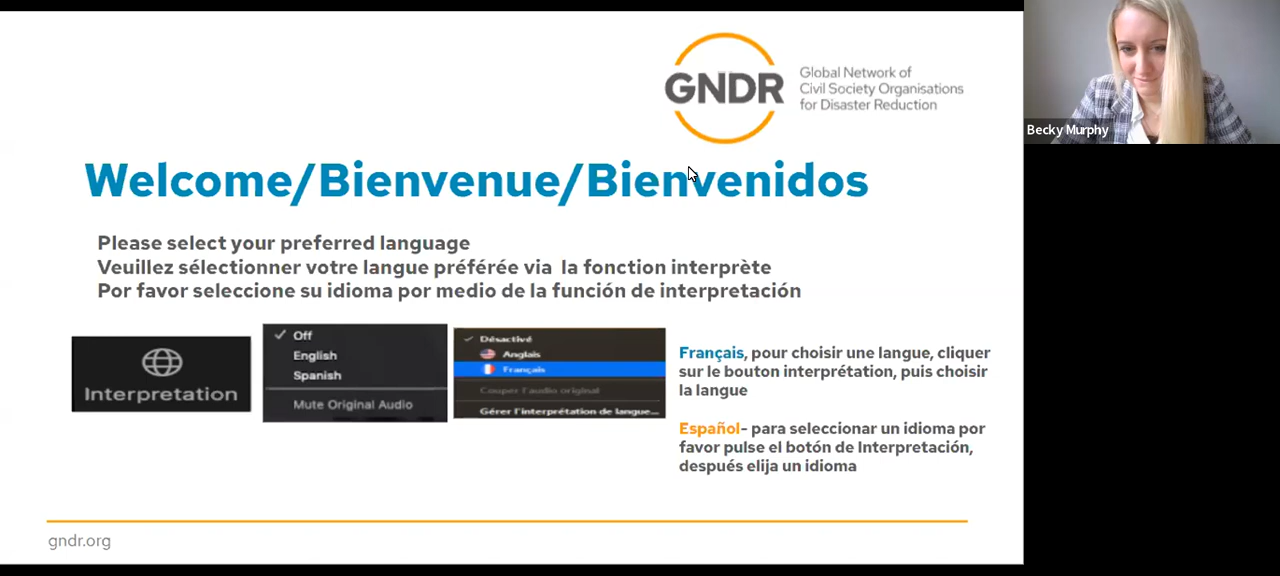 GNDR
Global Network of
Civil Society Organisations
for Disaster Reduction
Becky Murphy
Welcome/Bienvenue/Bienvenidos
Please select your preferred language
Veuillez sélectionner votre langue préférée via la fonction interprète
Por favor seleccione su idioma por medio de la función de interpretación
Interpretation
Off
English
Spanish
Mute Original Audio
Désactivé
Anglais
Français
Couper l'audio original
Gérer l'interprétation de langue...
Français, pour choisir une langue, cliquer
sur le bouton interprétation, puis choisir
la langue
Español- para seleccionar un idioma por
favor pulse el botón de Interpretación,
después elija un idioma
gndr.org